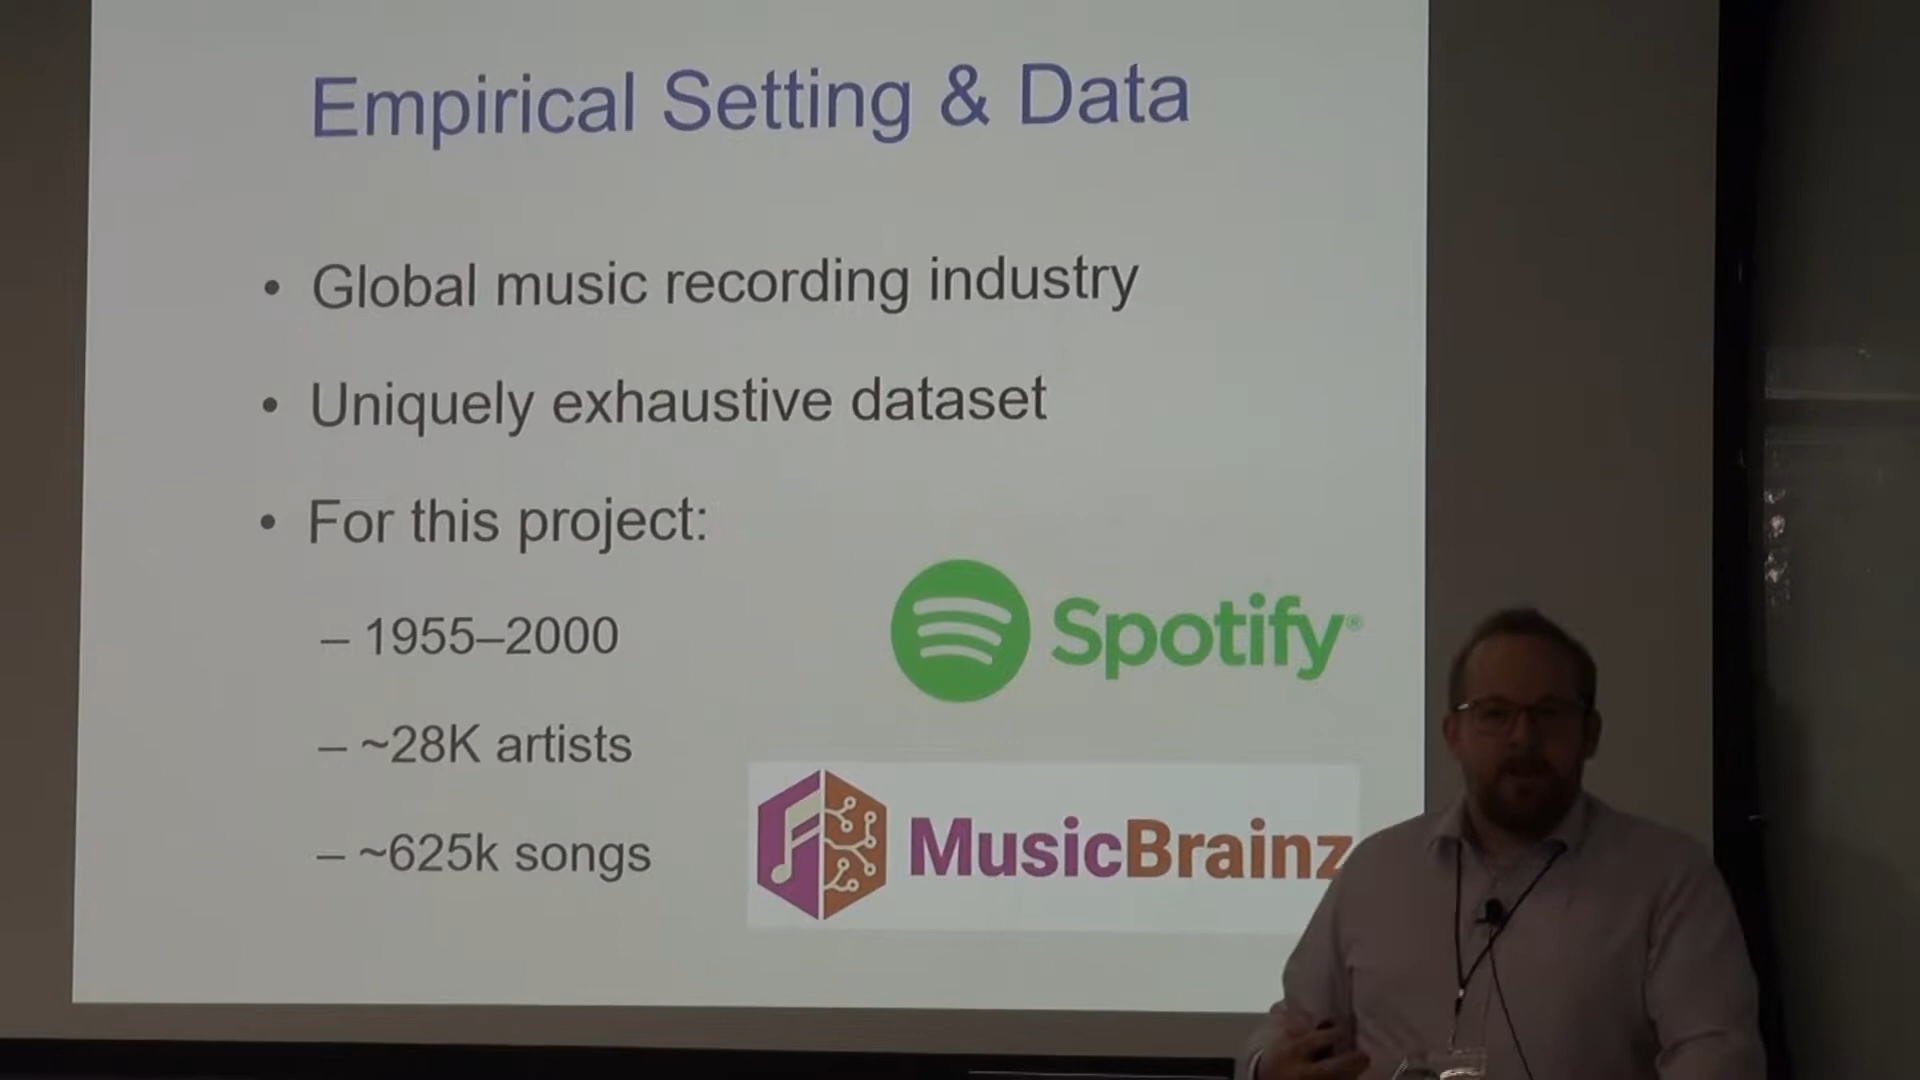 Empirical Setting & Data
• Global music recording industry
• Uniquely exhaustive dataset
• For this project:
– 1955–2000
– ~28K artists
– ~625k songs
Spotify®
MusicBrainz